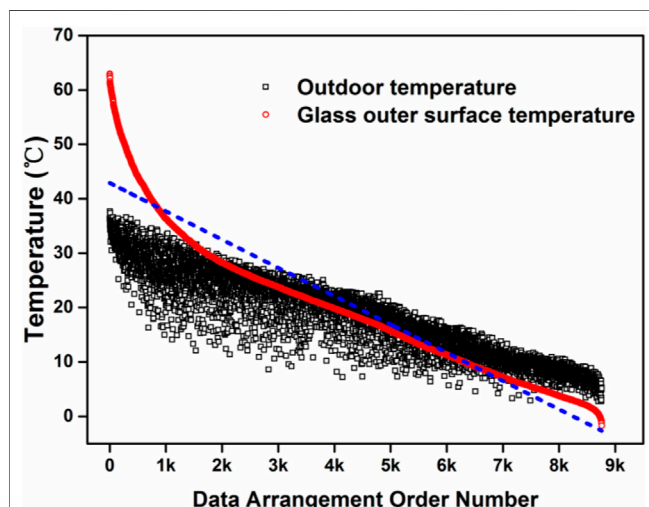 70
60
50
40
30
20
10
0
Temperature (℃)
Outdoor temperature
Glass outer surface temperature
0 1k 2k 3k 4k 5k 6k 7k 8k 9k
Data Arrangement Order Number